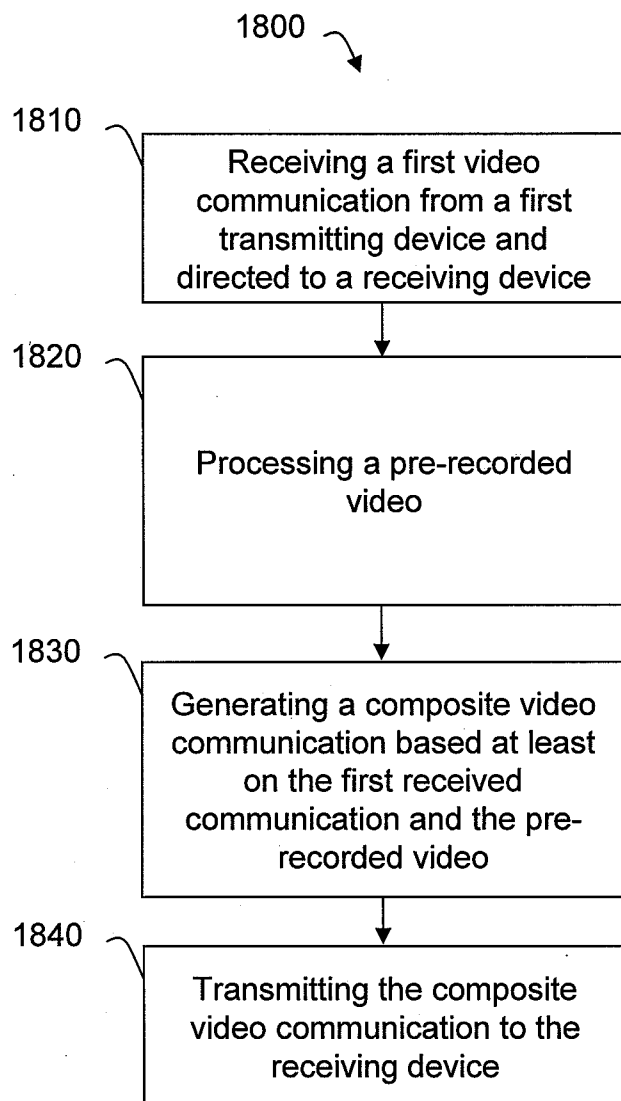 1800
1810
Receiving a first video
communication from a first
transmitting device and
directed to a receiving device
1820
Processing a pre-recorded
video
1830
Generating a composite video
communication based at least
on the first received
communication and the pre-
recorded video
1840
Transmitting the composite
video communication to the
receiving device